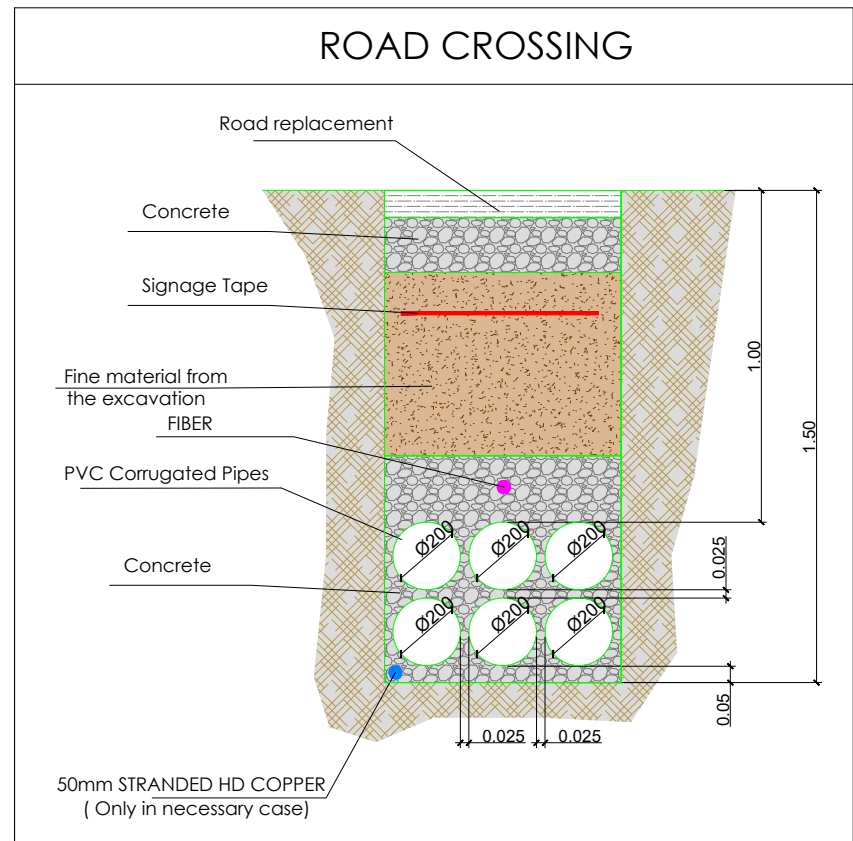 ROAD CROSSING
Road replacement
Concrete
Signage Tape
Fine material from
the excavation
FIBER
PVC Corrugated Pipes
Concrete
50mm STRANDED HD COPPER
( Only in necessary case)
Ø200
Ø200
Ø200
Ø200
Ø200
Ø200
1.00
1.50
0.025
0.05
0.025
0.025